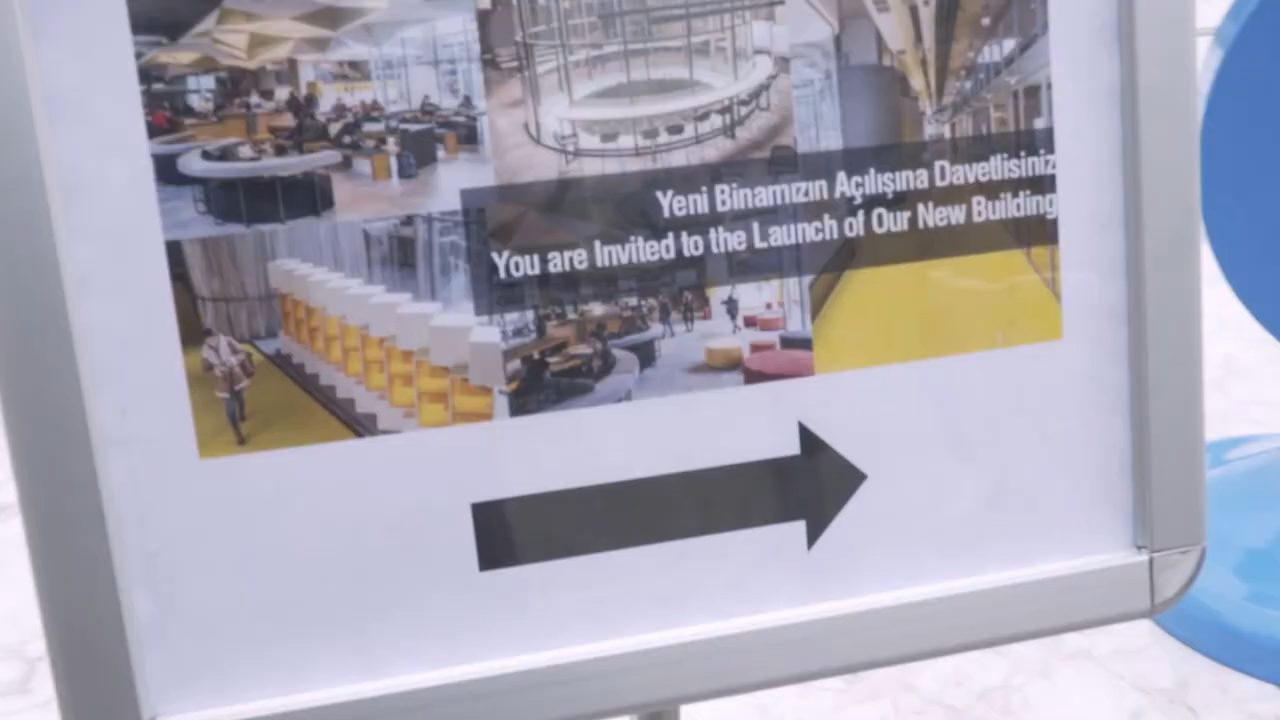 Yeni Binamızın Açılışına Davetlisiniz
You are Invited to the Launch of Our New Building